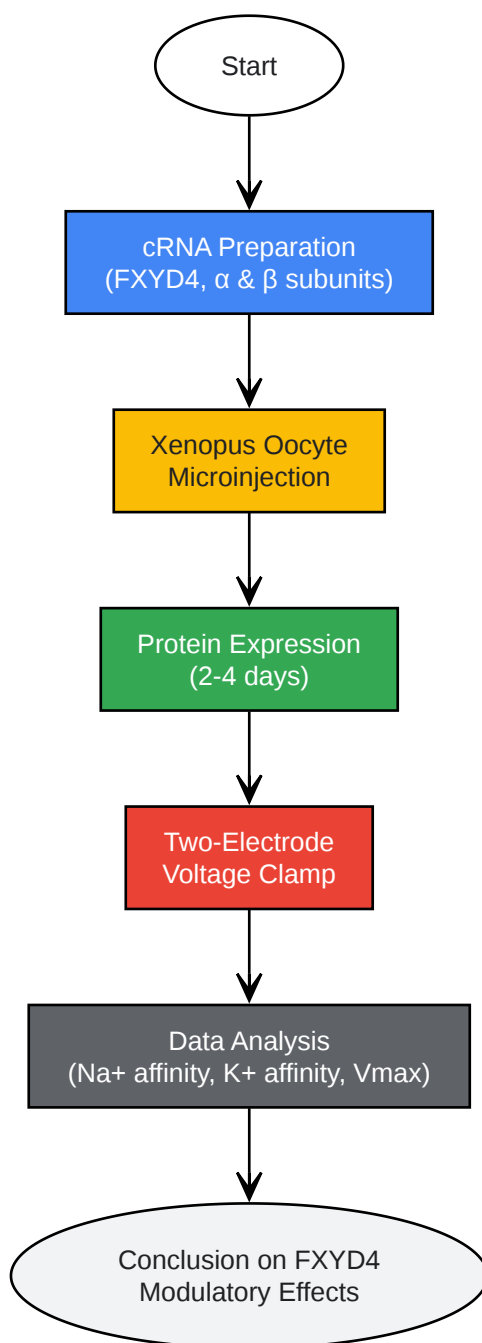 Start
cRNA Preparation
(FXYD4, α & β subunits)
Xenopus Oocyte
Microinjection
Protein Expression
(2-4 days)
Two-Electrode
Voltage Clamp
Data Analysis
(Na+ affinity, K+ affinity, Vmax)
Conclusion on FXYD4
Modulatory Effects